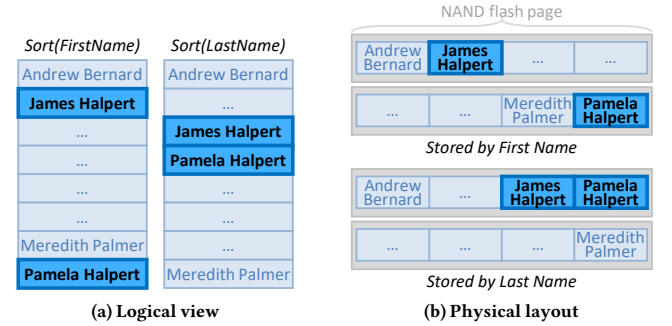 Sort(FirstName)
Andrew Bernard
James Halpert
...
...
...
...
Meredith Palmer
Pamela Halpert
Sort(LastName)
Andrew Bernard
...
James Halpert
Pamela Halpert
...
...
...
Meredith Palmer
(a) Logical view
NAND flash page
Andrew
Bernard
James
Halpert
...
...
...
...
Meredith
Palmer
Pamela
Halpert
Stored by First Name
Andrew
Bernard
...
James
Halpert
Pamela
Halpert
...
...
...
Meredith
Palmer
Stored by Last Name
(b) Physical layout